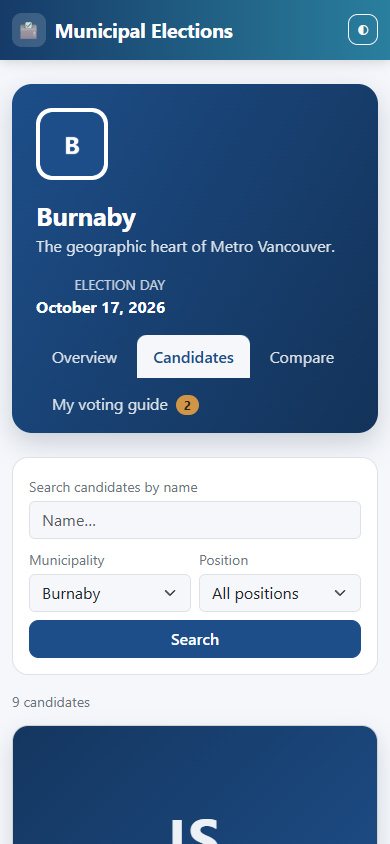 Municipal Elections
B
Burnaby
The geographic heart of Metro Vancouver.
ELECTION DAY
October 17, 2026
Overview Candidates Compare
My voting guide 2
Search candidates by name
Name...
Municipality Position
Burnaby All positions
Search
9 candidates
JS